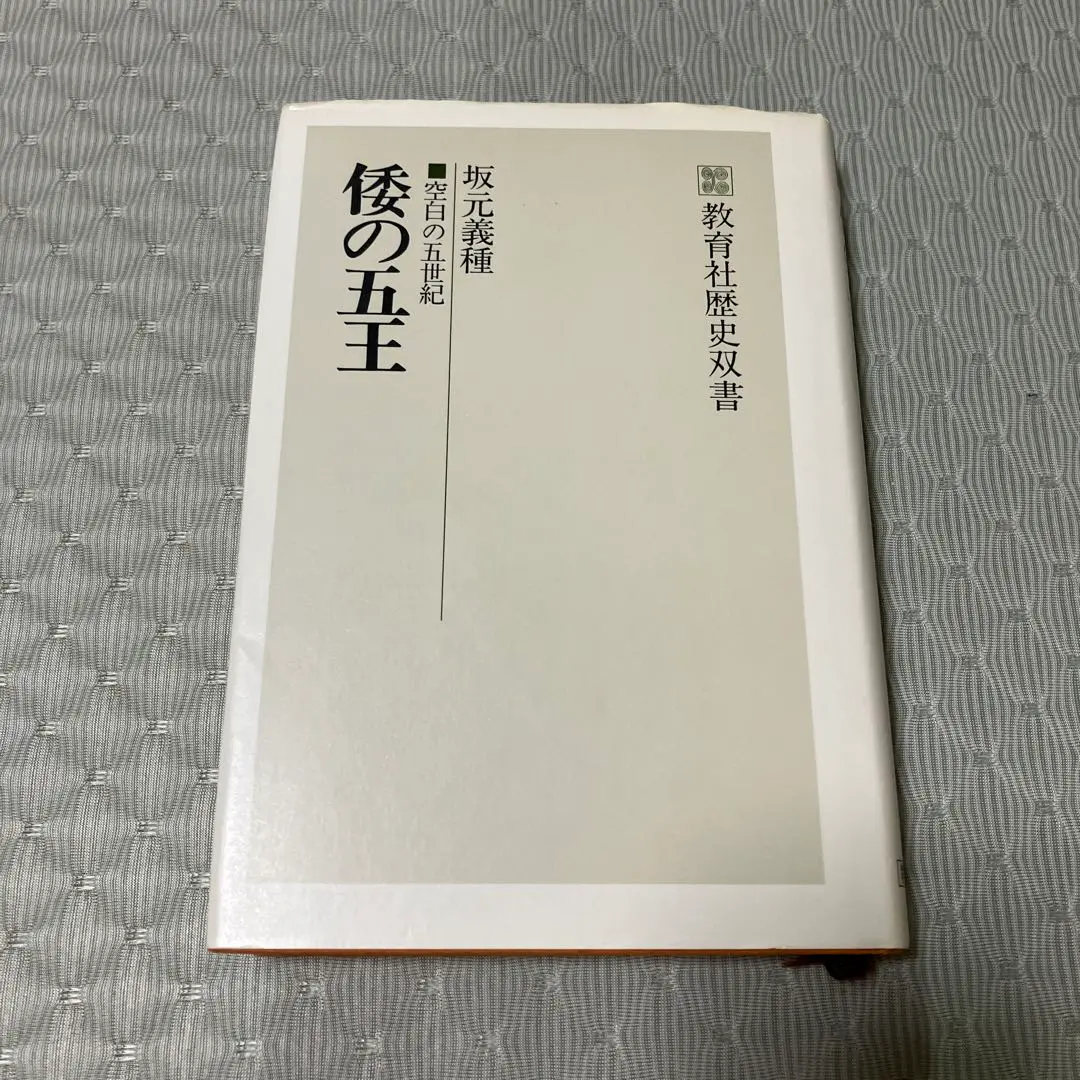 教育社歴史双書
坂元義種
■空白の五世紀
倭の五王